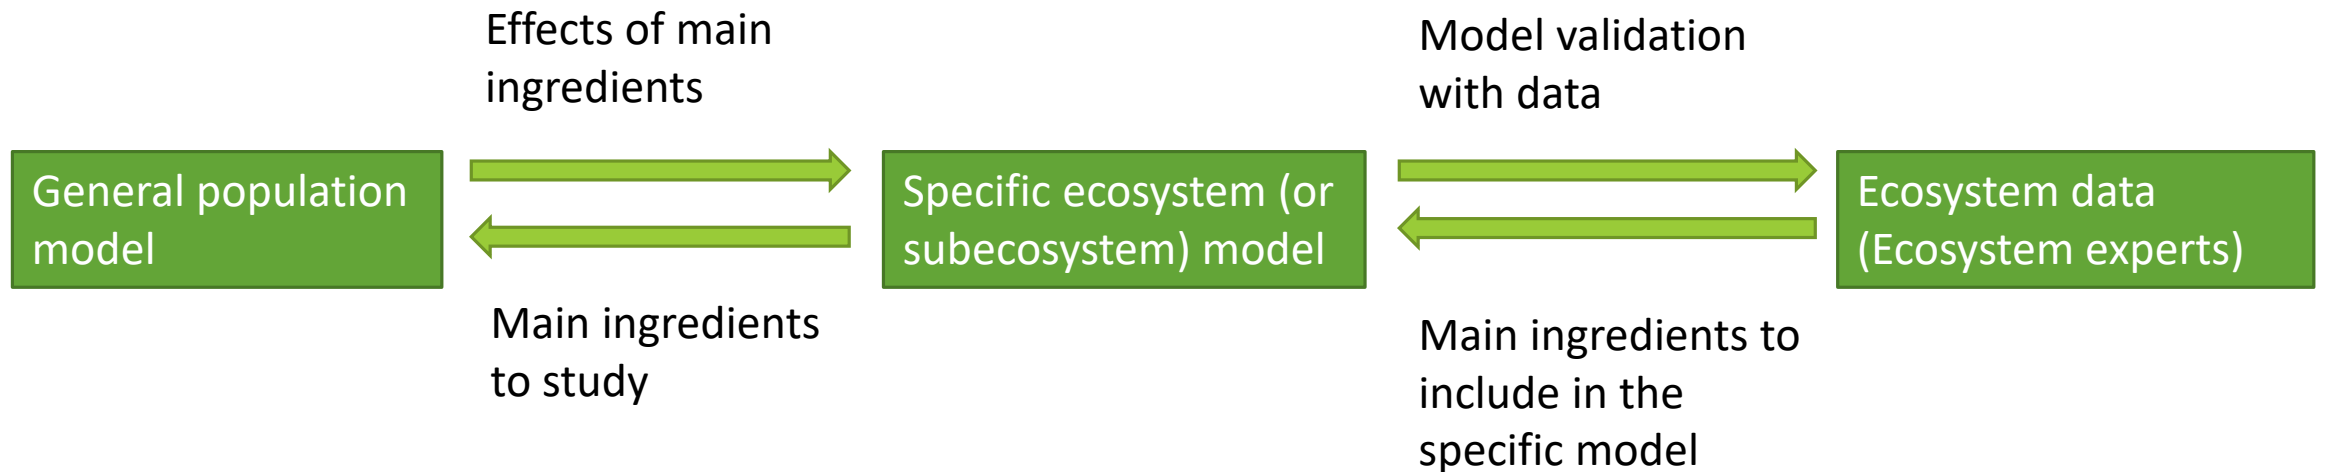 Effects of main
ingredients
Model validation
with data
General population
model
Specific ecosystem (or
subecosystem) model
Ecosystem data
(Ecosystem experts)
Main ingredients
to study
Main ingredients to
include in the
specific model